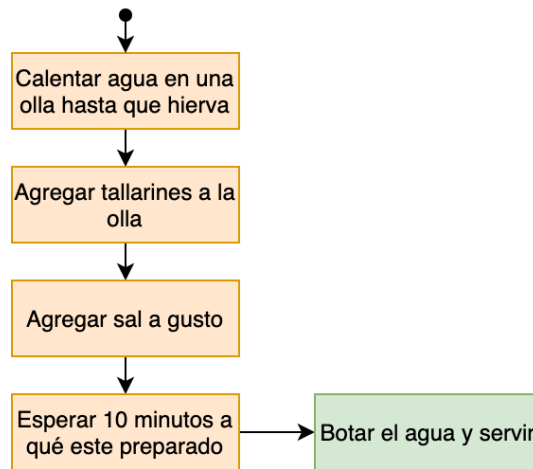 Calentar agua en una
olla hasta que hierva
Agregar tallarines a la
olla
Agregar sal a gusto
Esperar 10 minutos a
qué este preparado
Botar el agua y servir